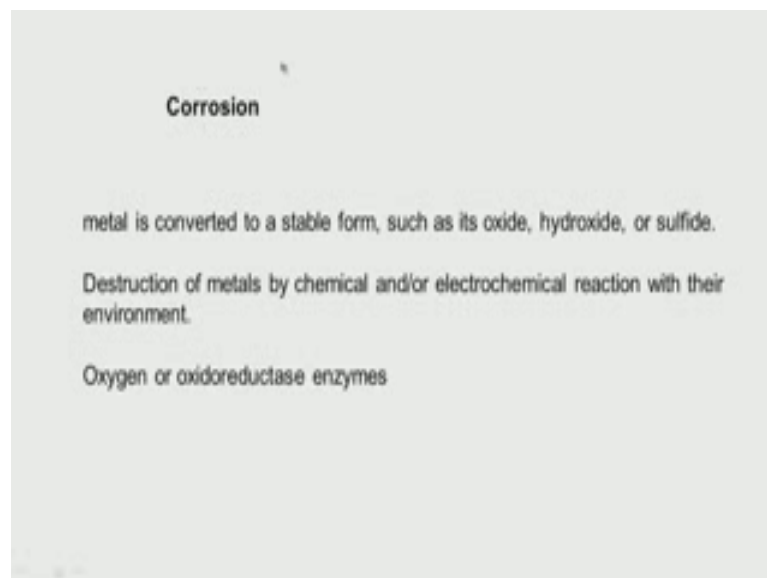 Corrosion
metal is converted to a stable form, such as its oxide, hydroxide, or sulfide.
Destruction of metals by chemical and/or electrochemical reaction with their
environment.
Oxygen or oxidoreductase enzymes